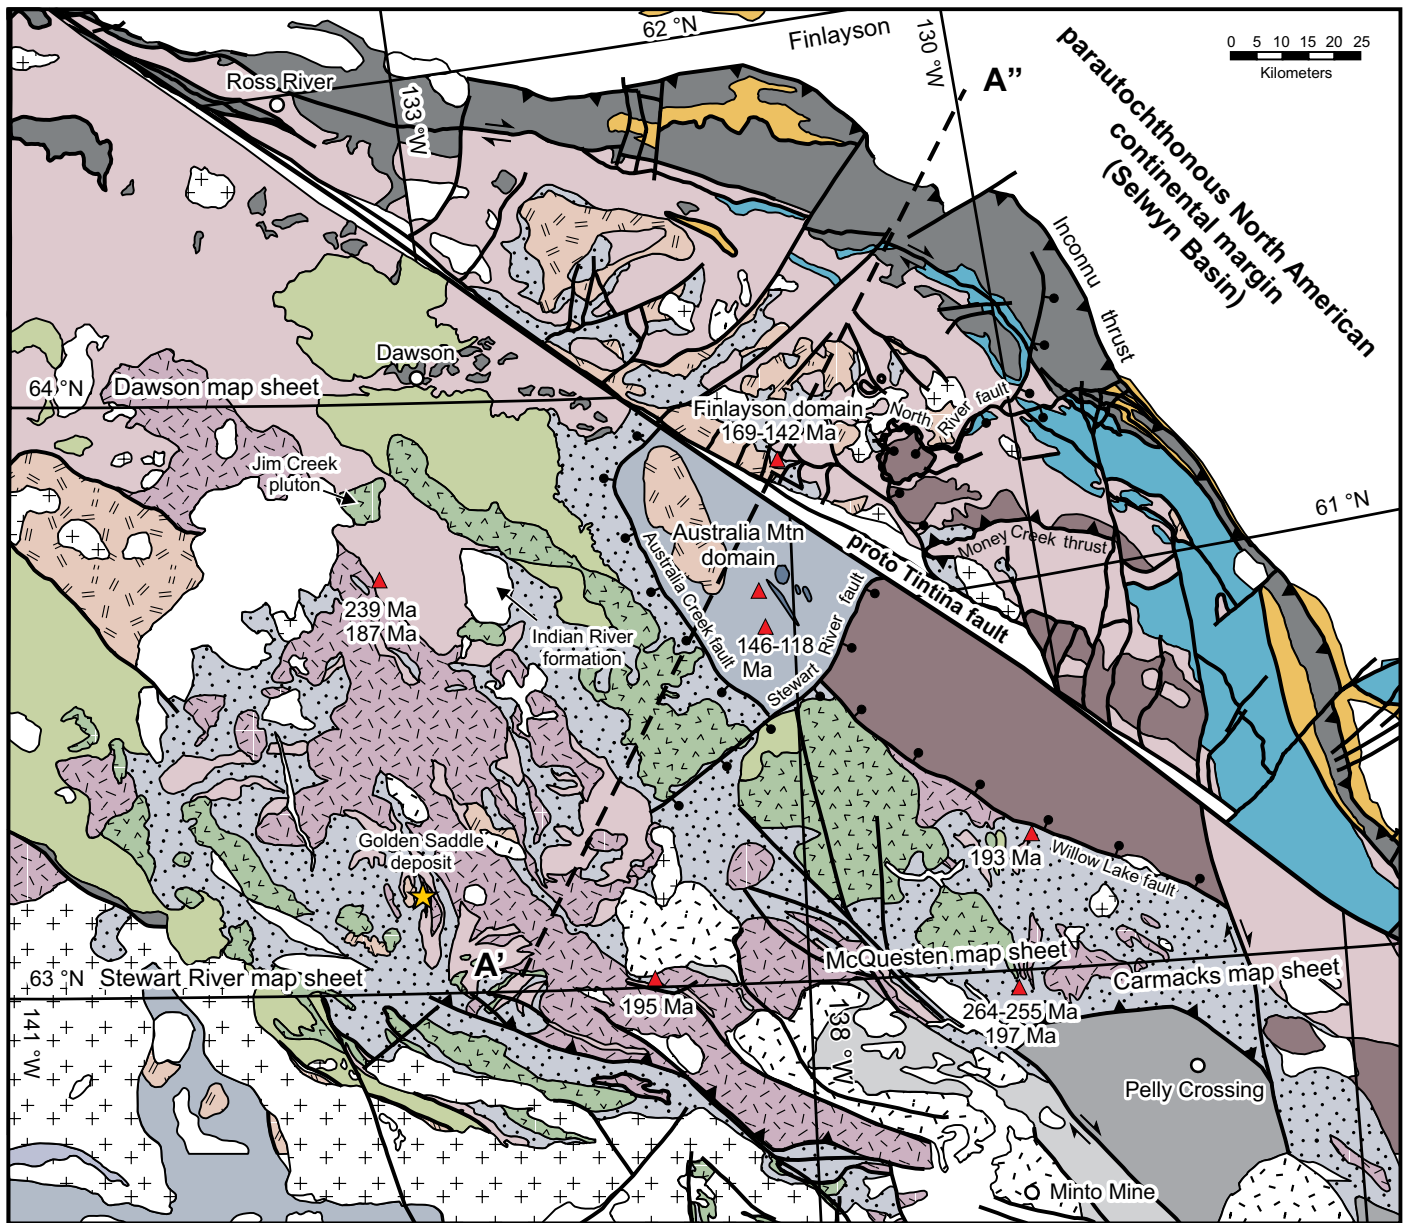 62 °N
Finlayson
130 °W
A"
parautochthonous North American
continental margin
(Selwyn Basin)
0 5 10 15 20 25
Kilometers
Ross River
133 °W
Inconnu thrust
Dawson
64 °N
Dawson map sheet
Finlayson domain
169-142 Ma
North River fault
Jim Creek
pluton
61 °N
Australia Mtn
domain
Money Creek thrust
proto Tintina fault
Australia Creek fault
239 Ma
187 Ma
Indian River
formation
146-118
Ma
Stewart River fault
Golden Saddle
deposit
193 Ma
Willow Lake fault
A'
McQuesten map sheet
63 °N
Stewart River map sheet
Carmacks map sheet
195 Ma
264-255 Ma
197 Ma
141 °W
138 °W
Pelly Crossing
Minto Mine